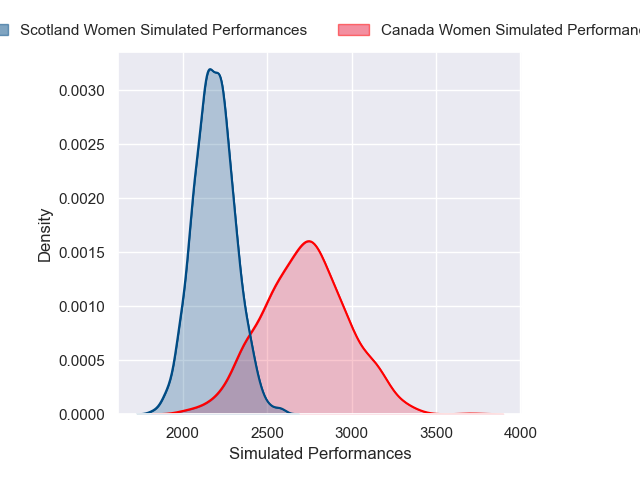 Scotland Women Simulated Performances
Canada Women Simulated
0.0030
0.0025
0.0020
0.0015
0.0010
0.0005
0.0000
Density
2000 2500 3000 3500 4000
Simulated Performances